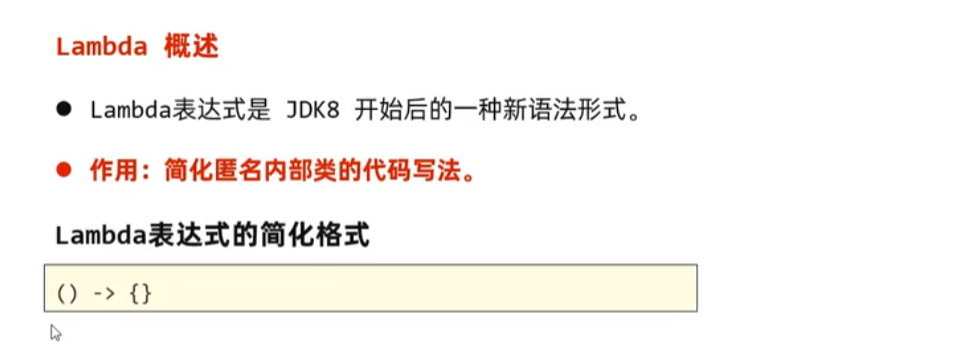 Lambda 概述
● Lambda表达式是 JDK8 开始后的一种新语法形式。
● 作用：简化匿名内部类的代码写法。
Lambda表达式的简化格式
() -> {}